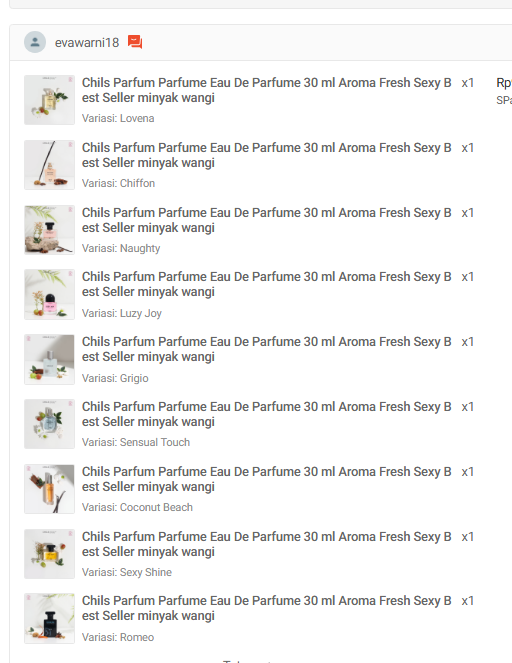 evawarni18
Chils Parfum Parfume Eau De Parfume 30 ml Aroma Fresh Sexy B x1
est Seller minyak wangi
Variasi: Lovena
Chils Parfum Parfume Eau De Parfume 30 ml Aroma Fresh Sexy B x1
est Seller minyak wangi
Variasi: Chiffon
Chils Parfum Parfume Eau De Parfume 30 ml Aroma Fresh Sexy B x1
est Seller minyak wangi
Variasi: Naughty
Chils Parfum Parfume Eau De Parfume 30 ml Aroma Fresh Sexy B x1
est Seller minyak wangi
Variasi: Luzy Joy
Chils Parfum Parfume Eau De Parfume 30 ml Aroma Fresh Sexy B x1
est Seller minyak wangi
Variasi: Grigio
Chils Parfum Parfume Eau De Parfume 30 ml Aroma Fresh Sexy B x1
est Seller minyak wangi
Variasi: Sensual Touch
Chils Parfum Parfume Eau De Parfume 30 ml Aroma Fresh Sexy B x1
est Seller minyak wangi
Variasi: Coconut Beach
Chils Parfum Parfume Eau De Parfume 30 ml Aroma Fresh Sexy B x1
est Seller minyak wangi
Variasi: Sexy Shine
Chils Parfum Parfume Eau De Parfume 30 ml Aroma Fresh Sexy B x1
est Seller minyak wangi
Variasi: Romeo